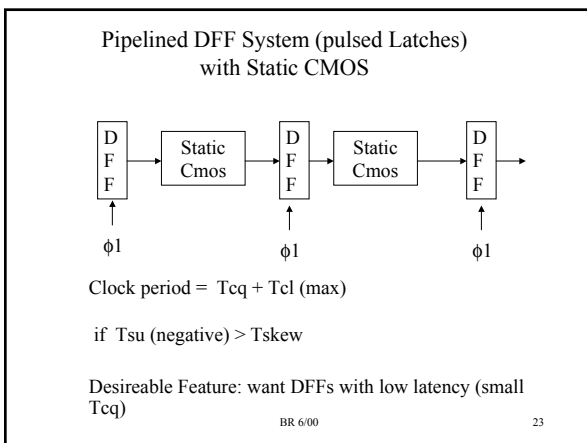 Pipelined DFF System (pulsed Latches)
with Static CMOS
D
F
F
Static
Cmos
D
F
F
Static
Cmos
D
F
F
ϕ1
ϕ1
ϕ1
Clock period = Tcq + Tcl (max)
if Tsu (negative) > Tskew
Desireable Feature: want DFFs with low latency (small
Tcq)
BR 6/00
23